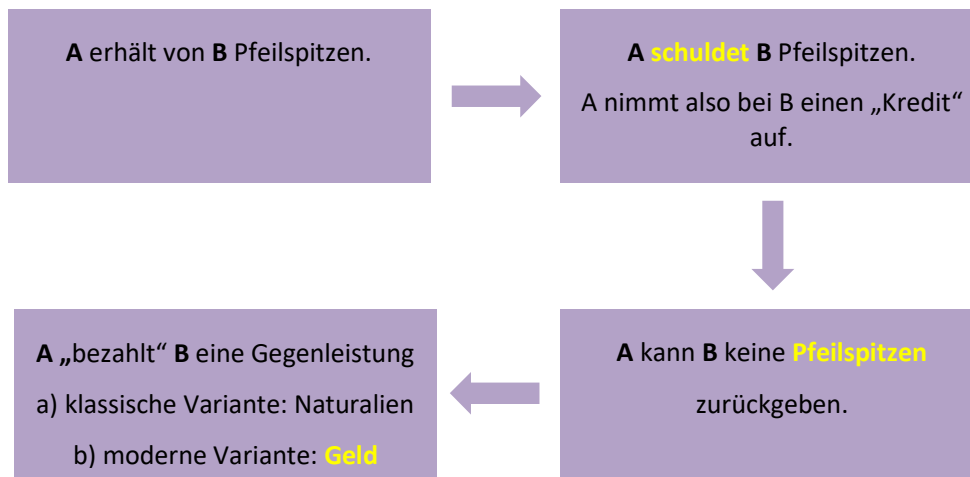 A erhält von B Pfeilspitzen.
A schuldet B Pfeilspitzen.
A nimmt also bei B einen „Kredit“
auf.
A kann B keine Pfeilspitzen
zurückgeben.
A „bezahlt“ B eine Gegenleistung
a) klassische Variante: Naturalien
b) moderne Variante: Geld